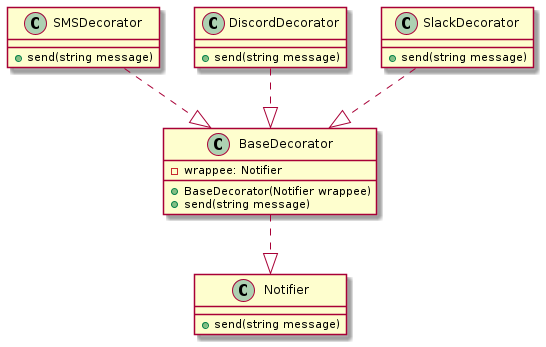 C SMSDecorator
send(string message)
C DiscordDecorator
send(string message)
C SlackDecorator
send(string message)
C BaseDecorator
wrappee: Notifier
BaseDecorator(Notifier wrappee)
send(string message)
C Notifier
send(string message)